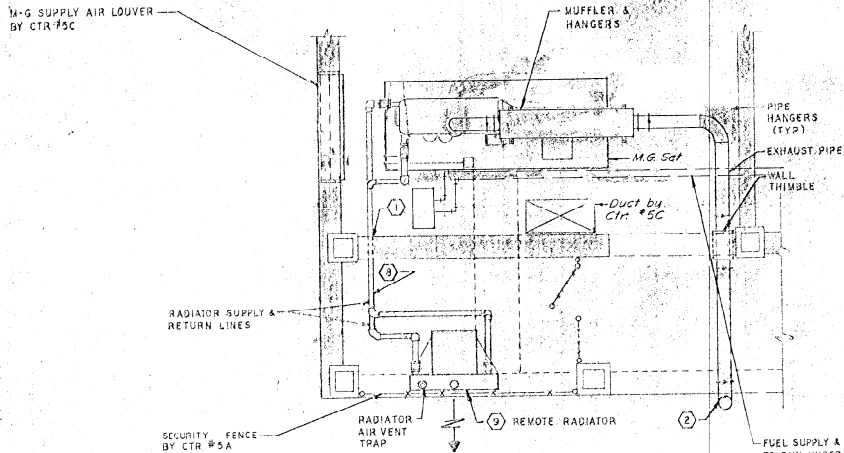 M-G SUPPLY AIR LOUVER
BY CTR #5C
MUFFLER &
HANGERS
PIPE
HANGERS
(TYP)
EXHAUST PIPE
M.G. Set
WALL
THIMBLE
Duct by
Ctr. #5C
1
8
RADIATOR SUPPLY &
RETURN LINES
RADIATOR
AIR VENT
TRAP
9 REMOTE RADIATOR
2
SECURITY FENCE
BY CTR #5A
FUEL SUPPLY &